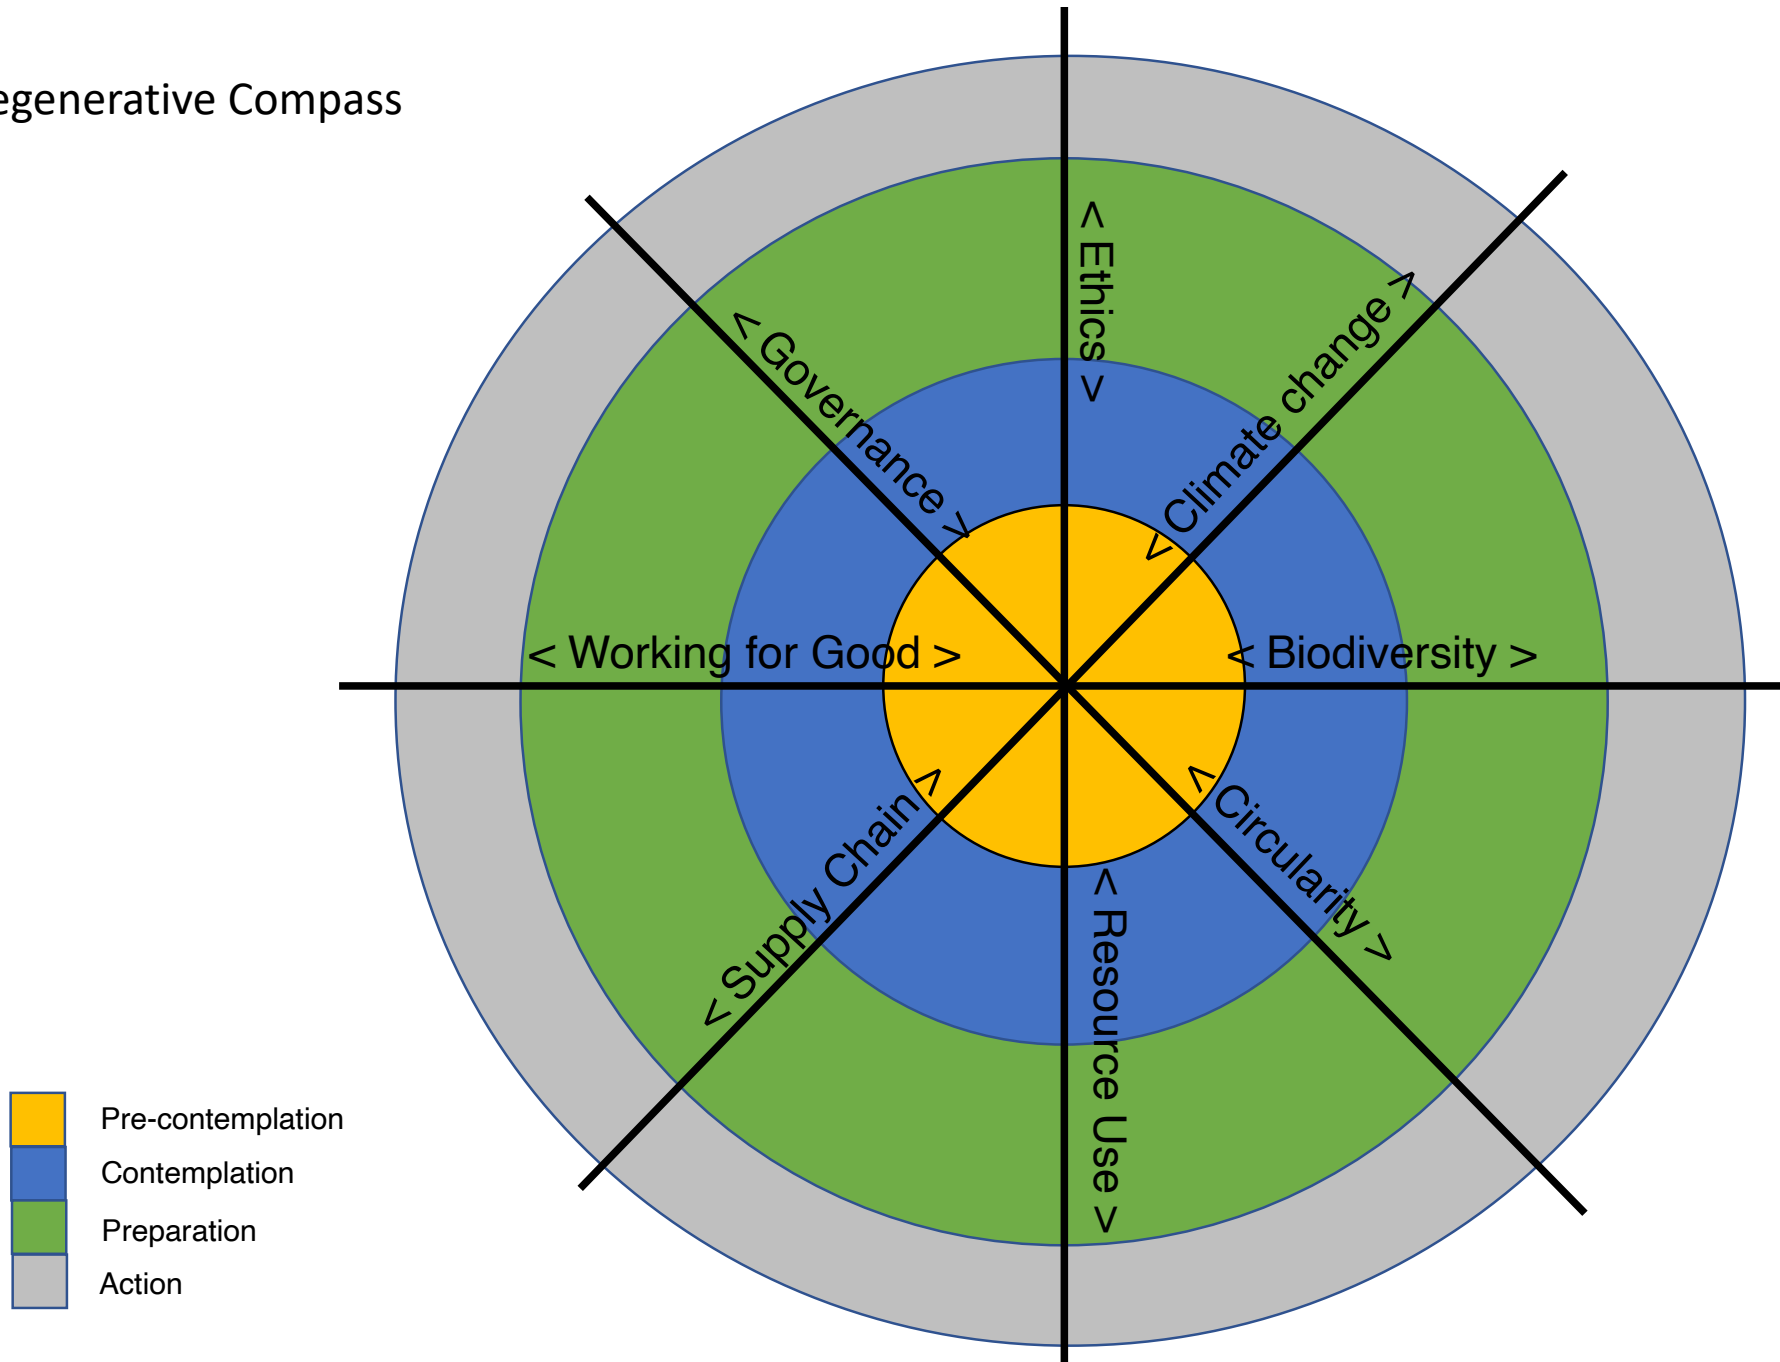 egenerative Compass
< Ethics >
< Climate change >
< Governance >
< Working for Good >
< Biodiversity >
< Supply Chain >
< Circularity >
< Resource Use >
Pre-contemplation
Contemplation
Preparation
Action